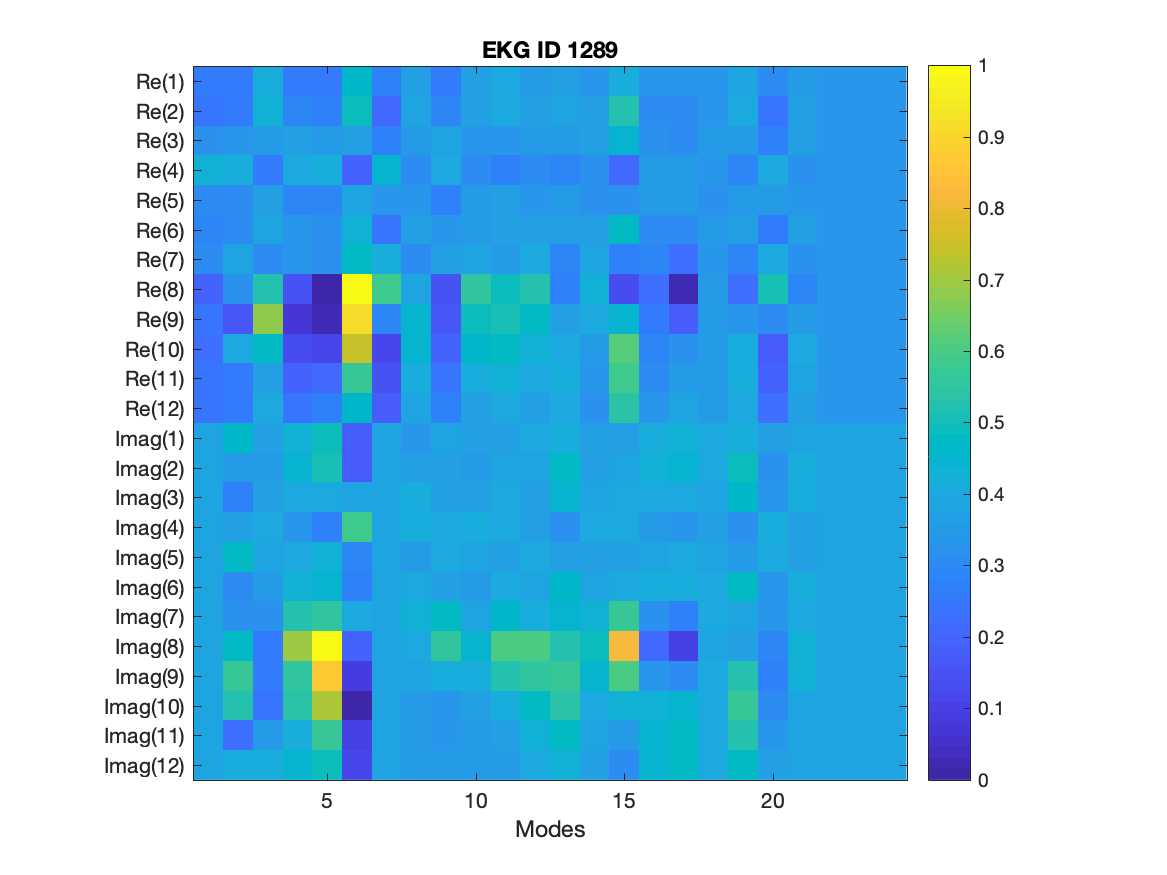 EKG ID 1289
Re(1)
Re(2)
Re(3)
Re(4)
Re(5)
Re(6)
Re(7)
Re(8)
Re(9)
Re(10)
Re(11)
Re(12)
Imag(1)
Imag(2)
Imag(3)
Imag(4)
Imag(5)
Imag(6)
Imag(7)
Imag(8)
Imag(9)
Imag(10)
Imag(11)
Imag(12)
5 10 15 20
Modes
1
0.9
0.8
0.7
0.6
0.5
0.4
0.3
0.2
0.1
0